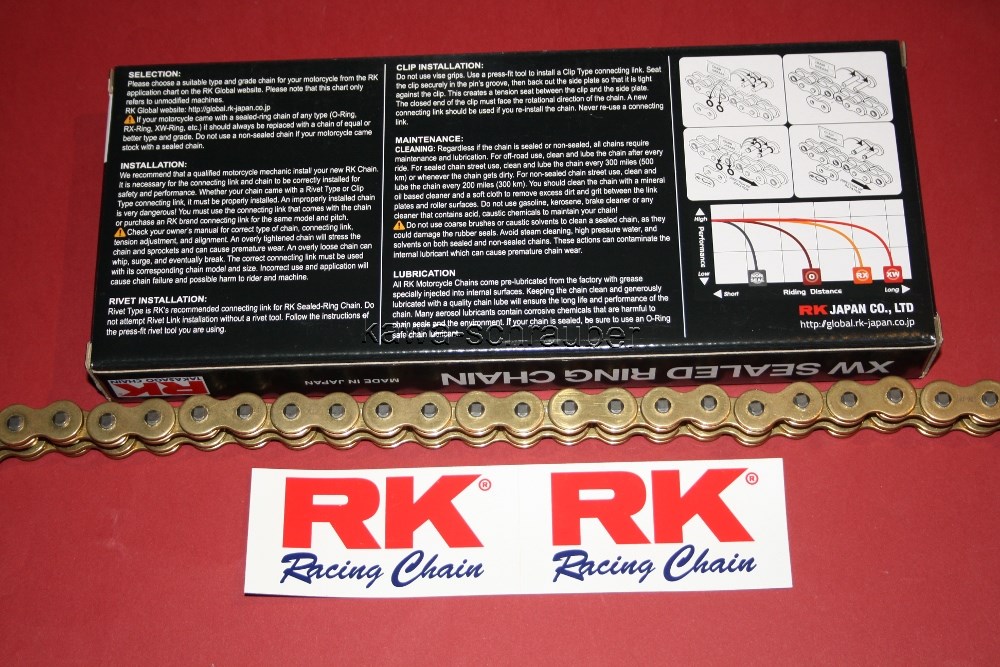 SELECTION:
Please choose a suitable type and grade chain for your motorcycle from the RK
application chart on the RK Global website. Please note that this chart only
refers to unmodified machines.
RK Global website: http://global.rk-japan.co.jp
If your motorcycle came with a sealed-ring chain of any type (O-Ring,
RX-Ring, XW-Ring, etc.) it should always be replaced with a chain of equal or
better type and grade. Do not use a non-sealed chain if your motorcycle came
stock with a sealed chain.
INSTALLATION:
We recommend that a qualified motorcycle mechanic install your new RK Chain.
It is necessary for the connecting link and chain to be correctly installed for
safety and performance. Whether your chain came with a Rivet Type or Clip
Type connecting link, it must be properly installed. An improperly installed chain
is very dangerous! You must use the connecting link that comes with the chain
or purchase an RK brand connecting link for the same model and pitch.
Check your owner's manual for correct type of chain, connecting link,
tension adjustment, and alignment. An overly tightened chain will stress the
chain and sprockets and can cause premature wear. An overly loose chain can
whip, surge, and eventually break. The correct connecting link must be used
with its corresponding chain model and size. Incorrect use and application will
cause chain failure and possible harm to rider and machine.
RIVET INSTALLATION:
Rivet Type is RK's recommended connecting link for RK Sealed-Ring Chain. Do
not attempt Rivet Link installation without a rivet tool. Follow the instructions of
the press-fit rivet tool you are using.
CLIP INSTALLATION:
Do not use vise grips. Use a press-fit tool to install a Clip Type connecting link. Seat
the clip securely in the pin's groove, then back out the side plate so that it is tight
against the clip. This creates a tension seat between the clip and the side plate.
The closed end of the clip must face the rotational direction of the chain. A new
connecting link should be used if you re-install the chain. Never re-use a connecting
link.
MAINTENANCE:
CLEANING: Regardless if the chain is sealed or non-sealed, all chains require
maintenance and lubrication. For off-road use, clean and lube the chain after every
ride. For sealed chain street use, clean and lube the chain every 300 miles (500
km) or whenever the chain gets dirty. For non-sealed chain street use, clean and
lube the chain every 200 miles (300 km). You should clean the chain with a mineral
oil based cleaner and a soft cloth to remove excess dirt and grit between the link
plates and roller surfaces. Do not use gasoline, kerosene, brake cleaner or any
cleaner that contains acid, caustic chemicals to maintain your chain!
Do not use coarse brushes or caustic solvents to clean a sealed chain, as they
could damage the rubber seals. Avoid steam cleaning, high pressure water, and
solvents on both sealed and non-sealed chains. These actions can contaminate the
internal lubricant which can cause premature chain wear.
LUBRICATION
All RK Motorcycle Chains come pre-lubricated from the factory with grease
specially injected into internal surfaces. Keeping the chain clean and generously
lubricated with a quality chain lube will ensure the long life and performance of the
chain. Many aerosol lubricants contain corrosive chemicals that are harmful to
chain seals and the environment. If your chain is sealed, be sure to use an O-Ring
safe chain lubricant.
High
Performance
Low
NON SEAL
O
RX
XW
Short
Riding Distance
Long
RK JAPAN CO., LTD
http://global.rk-japan.co.jp
kawa-schrauber
XW SEALED RING CHAIN
MADE IN JAPAN
RK
TAKASAGO CHAIN
RK® RK®
Racing Chain Racing Chain